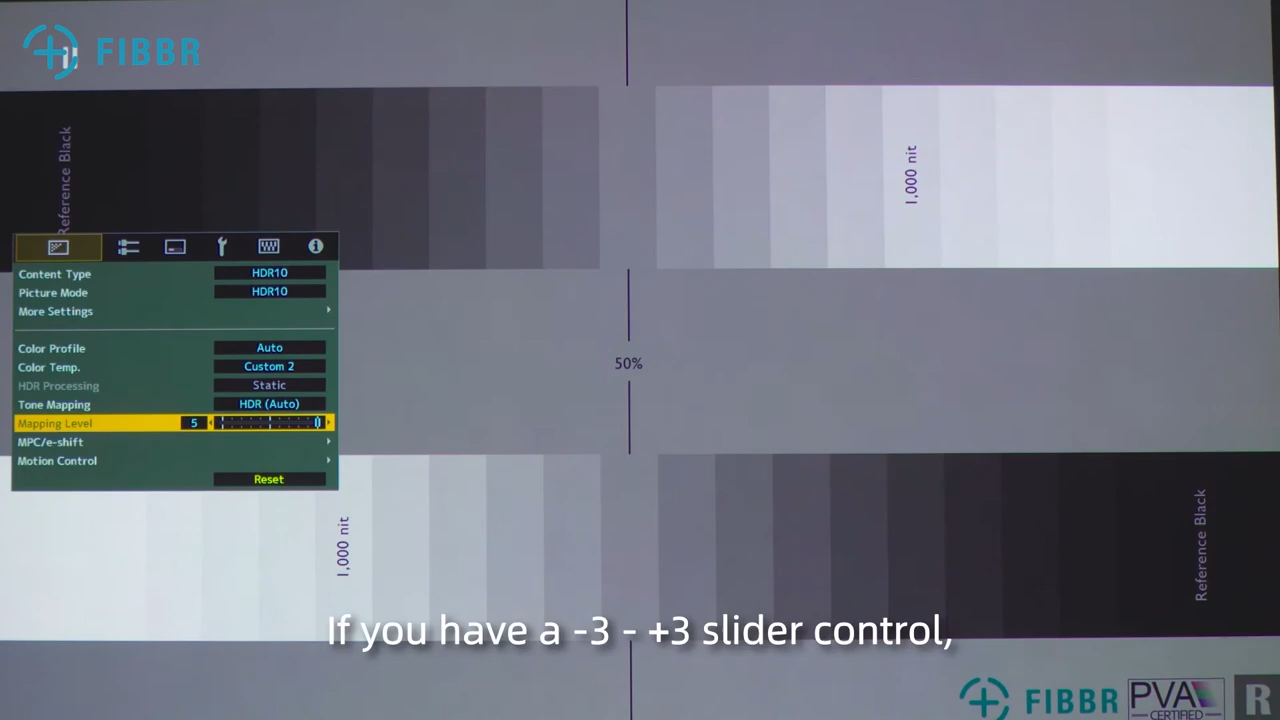 FIBBR
Reference Black
1,000 nit
Content Type HDR10
Picture Mode HDR10
More Settings
Color Profile Auto
Color Temp. Custom 2
HDR Processing Static
Tone Mapping HDR (Auto)
Mapping Level 5
MPC/e-shift
Motion Control
Reset
50%
1,000 nit
Reference Black
If you have a -3 - +3 slider control,
FIBBR
PVA
CERTIFIED
R